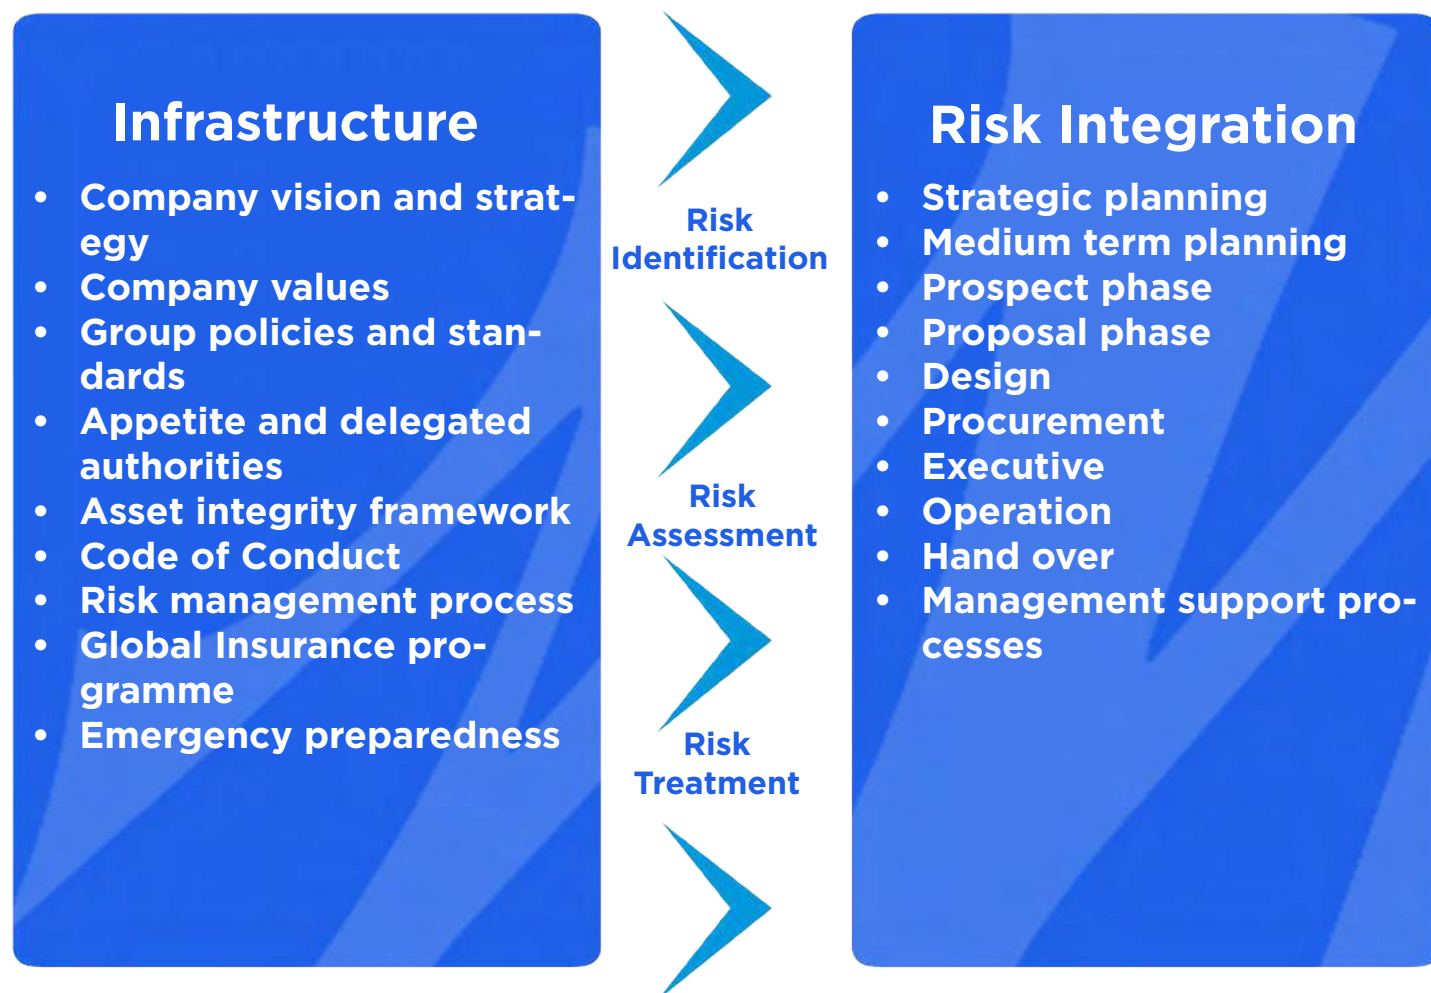 Infrastructure
• Company vision and strat-
egy
• Company values
• Group policies and stan-
dards
• Appetite and delegated
authorities
• Asset integrity framework
• Code of Conduct
• Risk management process
• Global Insurance pro-
gramme
• Emergency preparedness
Risk
Identification
Risk
Assessment
Risk
Treatment
Risk Integration
• Strategic planning
• Medium term planning
• Prospect phase
• Proposal phase
• Design
• Procurement
• Executive
• Operation
• Hand over
• Management support pro-
cesses